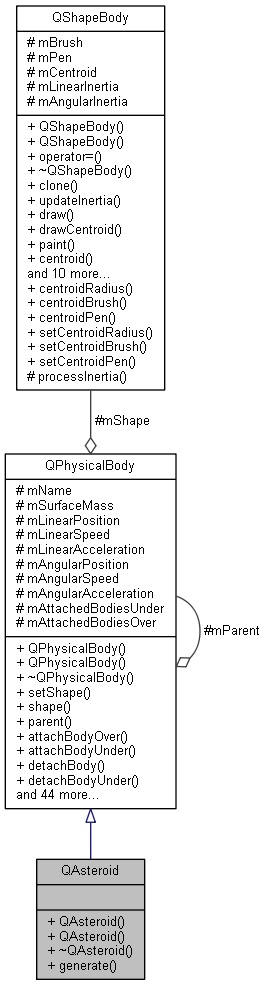 QShapeBody
# mBrush
# mPen
# mCentroid
# mLinearInertia
# mAngularInertia
+ QShapeBody()
+ QShapeBody()
+ operator=()
+ ~QShapeBody()
+ clone()
+ updateInertia()
+ draw()
+ drawCentroid()
+ paint()
+ centroid()
and 10 more...
+ centroidRadius()
+ centroidBrush()
+ centroidPen()
+ setCentroidRadius()
+ setCentroidBrush()
+ setCentroidPen()
# processInertia()
#mShape
QPhysicalBody
# mName
# mSurfaceMass
# mLinearPosition
# mLinearSpeed
# mLinearAcceleration
# mAngularPosition
# mAngularSpeed
# mAngularAcceleration
# mAttachedBodiesUnder
# mAttachedBodiesOver
+ QPhysicalBody()
+ QPhysicalBody()
+ ~QPhysicalBody()
+ setShape()
+ shape()
+ parent()
+ attachBodyOver()
+ attachBodyUnder()
+ detachBody()
+ detachBodyUnder()
and 44 more...
#mParent
QAsteroid
+ QAsteroid()
+ QAsteroid()
+ ~QAsteroid()
+ generate()